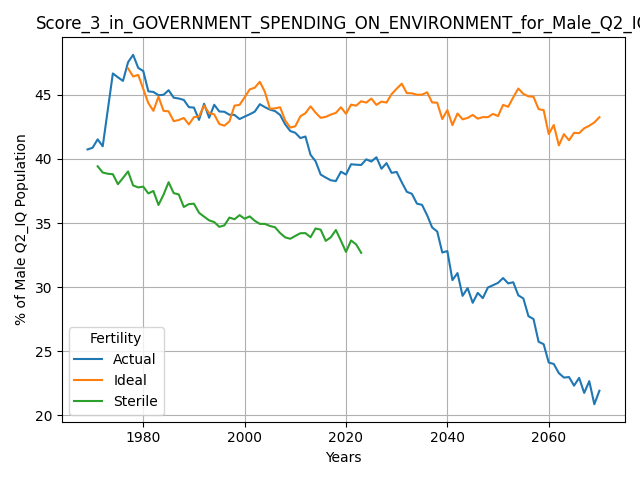 Score_3_in_GOVERNMENT_SPENDING_ON_ENVIRONMENT_for_Male_Q2_IQ
% of Male Q2_IQ Population
45
40
35
30
25
20
Fertility
Actual
Ideal
Sterile
1980 2000 2020 2040 2060
Years